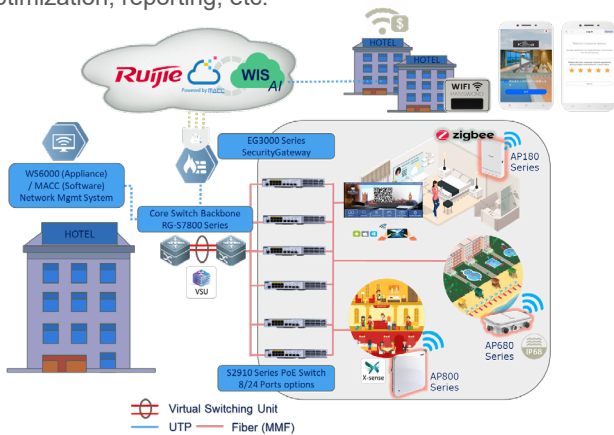 ptimization, reporting, etc.
Ruijie
Powered by MACC
WIS
AI
$
HOTEL
HOTEL
WIFI
EG3000 Series
SecurityGateway
zigbee
AP180
Series
WS6000 (Appliance)
/ MACC (Software)
Network Mgmt System
Core Switch Backbone
RG-S7800 Series
HOTEL
VSU
AP680
Series
IP68
X-sense
AP800
Series
S2910 Series PoE Switch
8/24 Ports options
Virtual Switching Unit
UTP
Fiber (MMF)